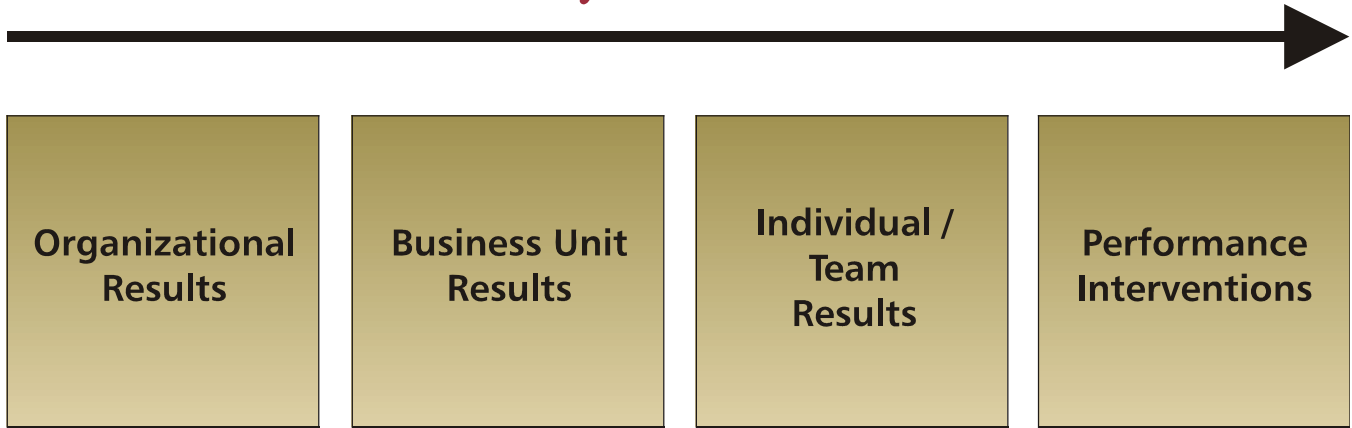 Organizational
Results
Business Unit
Results
Individual /
Team
Results
Performance
Interventions